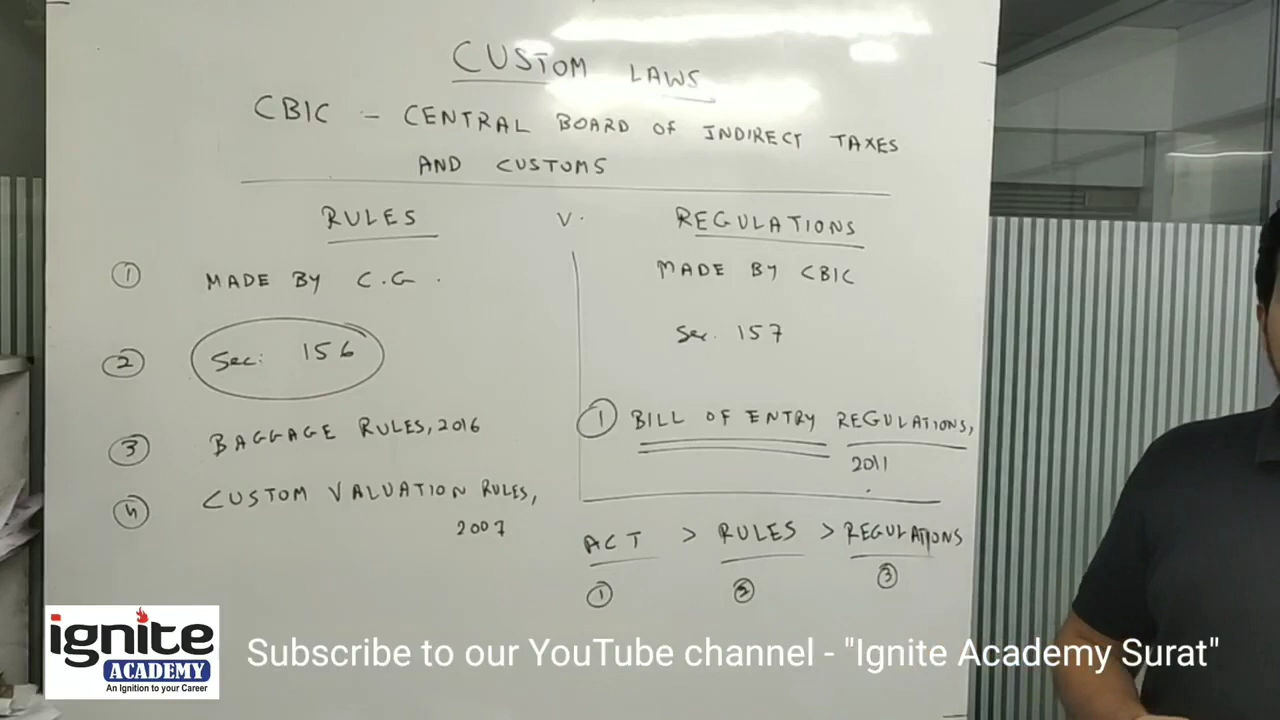 CUSTOM LAWS
CBIC - CENTRAL BOARD OF INDIRECT TAXES
AND CUSTOMS
RULES V. REGULATIONS
① MADE BY C.G. MADE BY CBIC
② Sec: 156 Sec. 157
③ BAGGAGE RULES, 2016
④ CUSTOM VALUATION RULES,
2007
① BILL OF ENTRY REGULATIONS,
2011
ACT > RULES > REGULATIONS
① ② ③
ignite
ACADEMY
An Ignition to your Career
Subscribe to our YouTube channel - "Ignite Academy Surat"